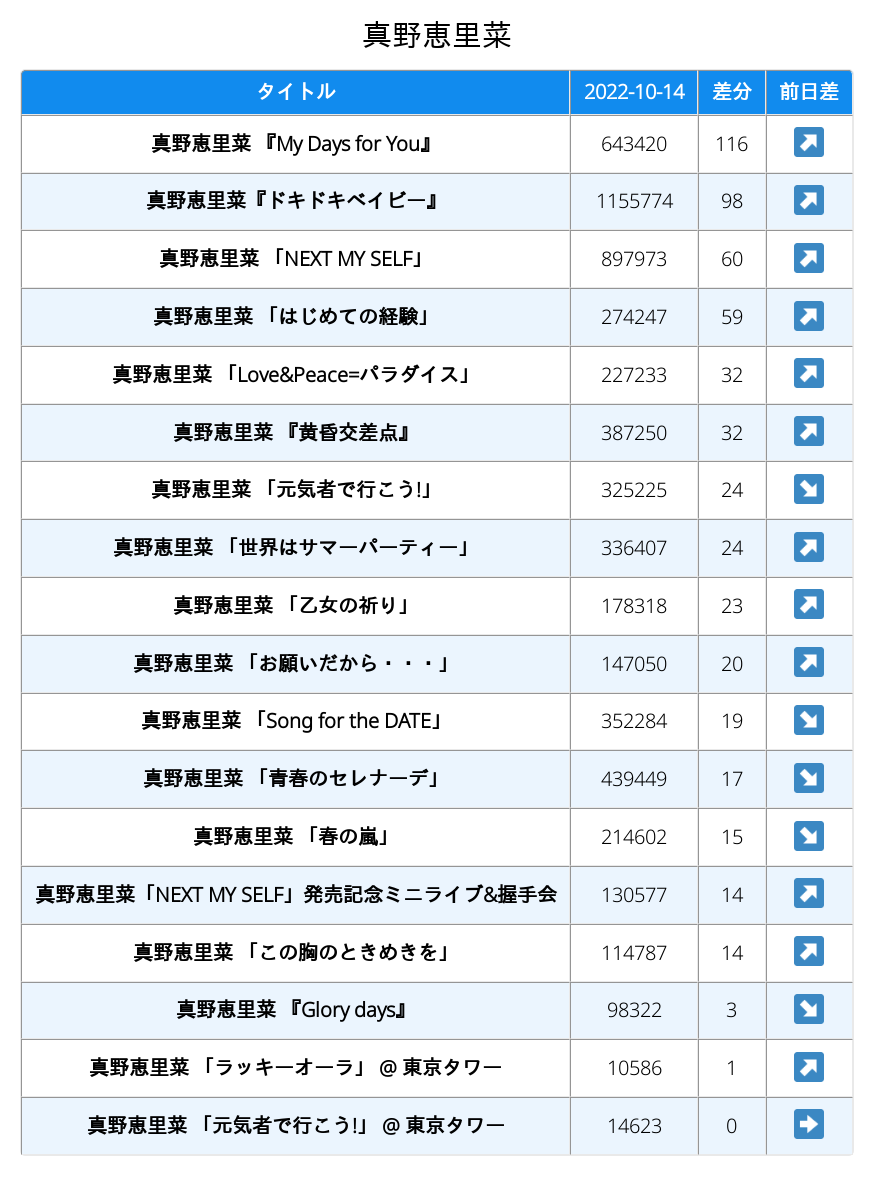 真野恵里菜
タイトル 2022-10-14 差分 前日差
真野恵里菜 『My Days for You』 643420 116 ↗
真野恵里菜『ドキドキベイビー』 1155774 98 ↗
真野恵里菜 「NEXT MY SELF」 897973 60 ↗
真野恵里菜 「はじめての経験」 274247 59 ↗
真野恵里菜 「Love&Peace=パラダイス」 227233 32 ↗
真野恵里菜 『黄昏交差点』 387250 32 ↗
真野恵里菜 「元気者で行こう!」 325225 24 ↘
真野恵里菜 「世界はサマーパーティー」 336407 24 ↗
真野恵里菜 「乙女の祈り」 178318 23 ↗
真野恵里菜 「お願いだから・・・」 147050 20 ↗
真野恵里菜 「Song for the DATE」 352284 19 ↘
真野恵里菜 「青春のセレナーデ」 439449 17 ↘
真野恵里菜 「春の嵐」 214602 15 ↘
真野恵里菜「NEXT MY SELF」発売記念ミニライブ&握手会 130577 14 ↗
真野恵里菜 「この胸のときめきを」 114787 14 ↗
真野恵里菜 『Glory days』 98322 3 ↘
真野恵里菜 「ラッキーオーラ」 @ 東京タワー 10586 1 ↗
真野恵里菜 「元気者で行こう!」 @ 東京タワー 14623 0 ➡